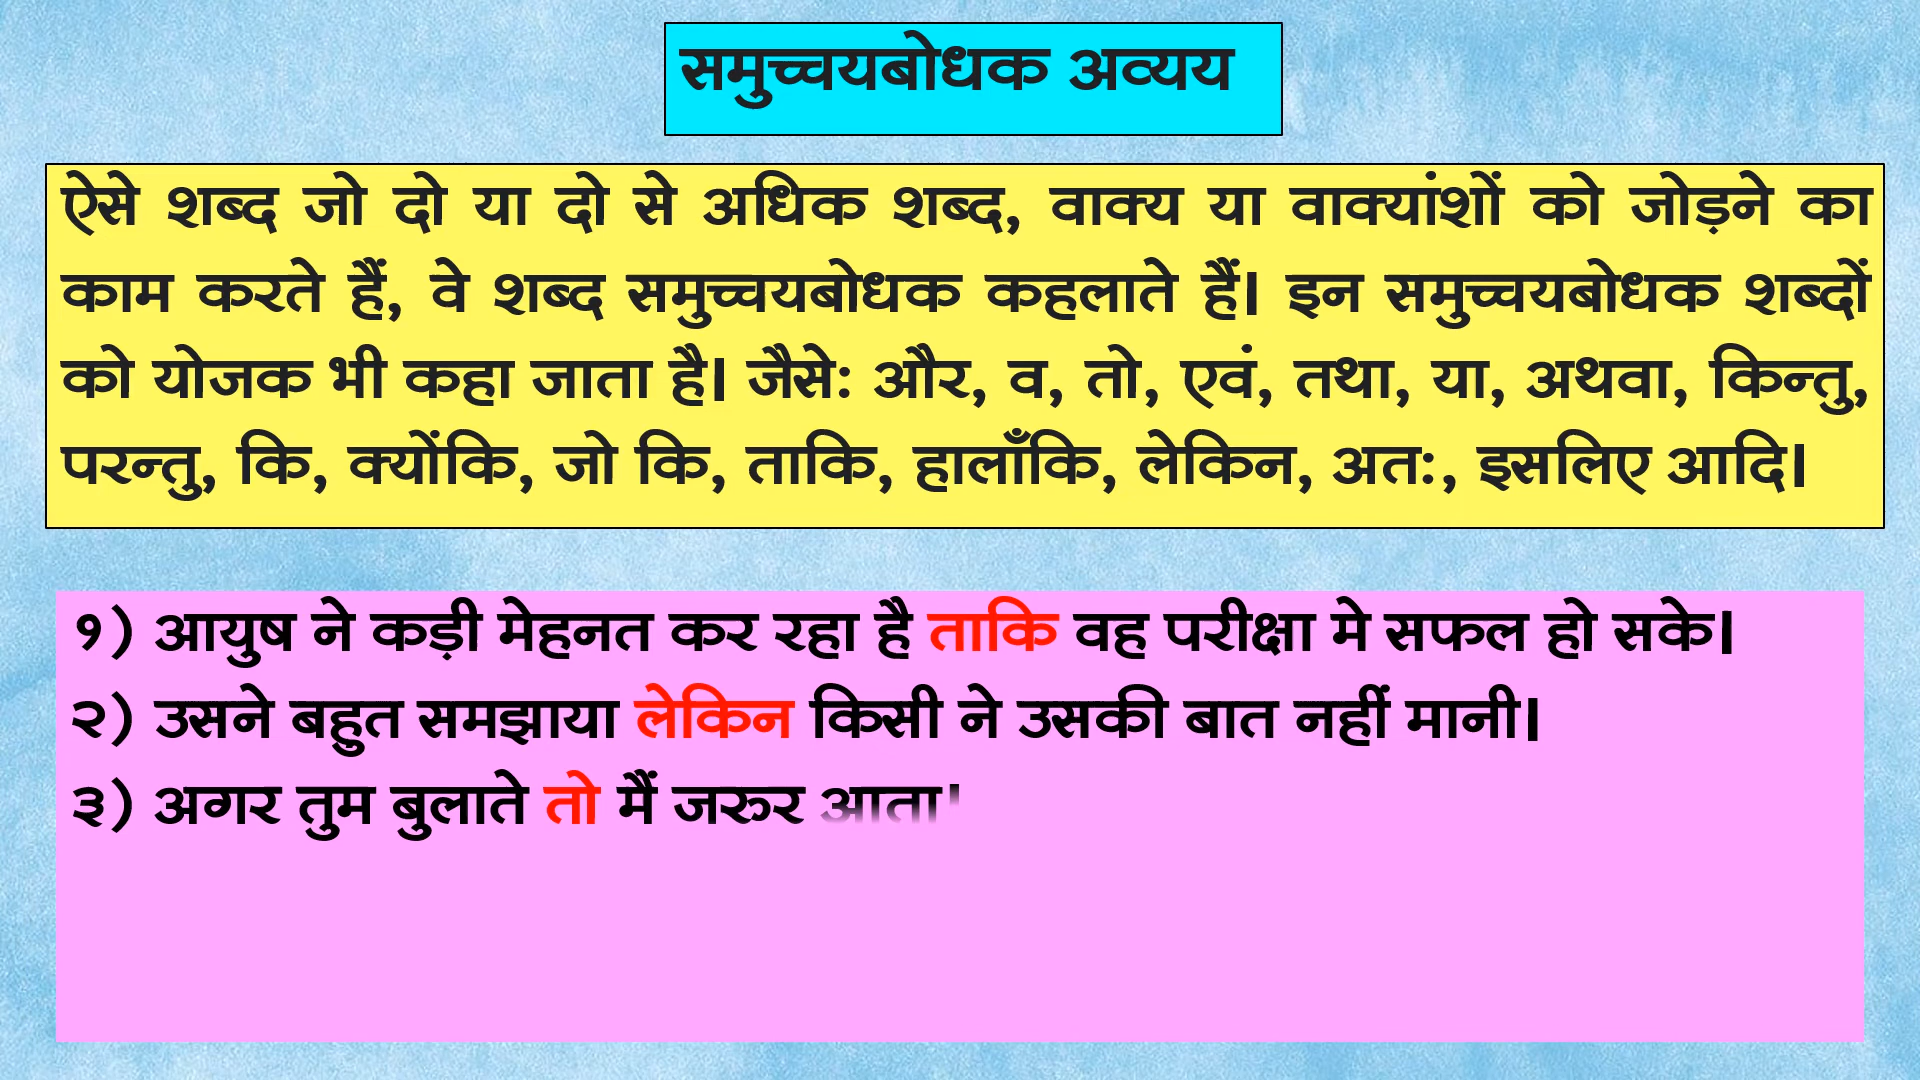 समुच्चयबोधक अव्यय
ऐसे शब्द जो दो या दो से अधिक शब्द, वाक्य या वाक्यांशों को जोड़ने का
काम करते हैं, वे शब्द समुच्चयबोधक कहलाते हैं। इन समुच्चयबोधक शब्दों
को योजक भी कहा जाता है। जैसे: और, व, तो, एवं, तथा, या, अथवा, किन्तु,
परन्तु, कि, क्योंकि, जो कि, ताकि, हालाँकि, लेकिन, अत:, इसलिए आदि।
१) आयुष ने कड़ी मेहनत कर रहा है ताकि वह परीक्षा मे सफल हो सके।
२) उसने बहुत समझाया लेकिन किसी ने उसकी बात नहीं मानी।
३) अगर तुम बुलाते तो मैं जरुर आता।